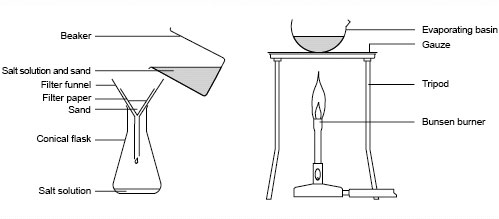 Beaker
Salt solution and sand
Filter funnel
Filter paper
Sand
Conical flask
Salt solution
Evaporating basin
Gauze
Tripod
Bunsen burner